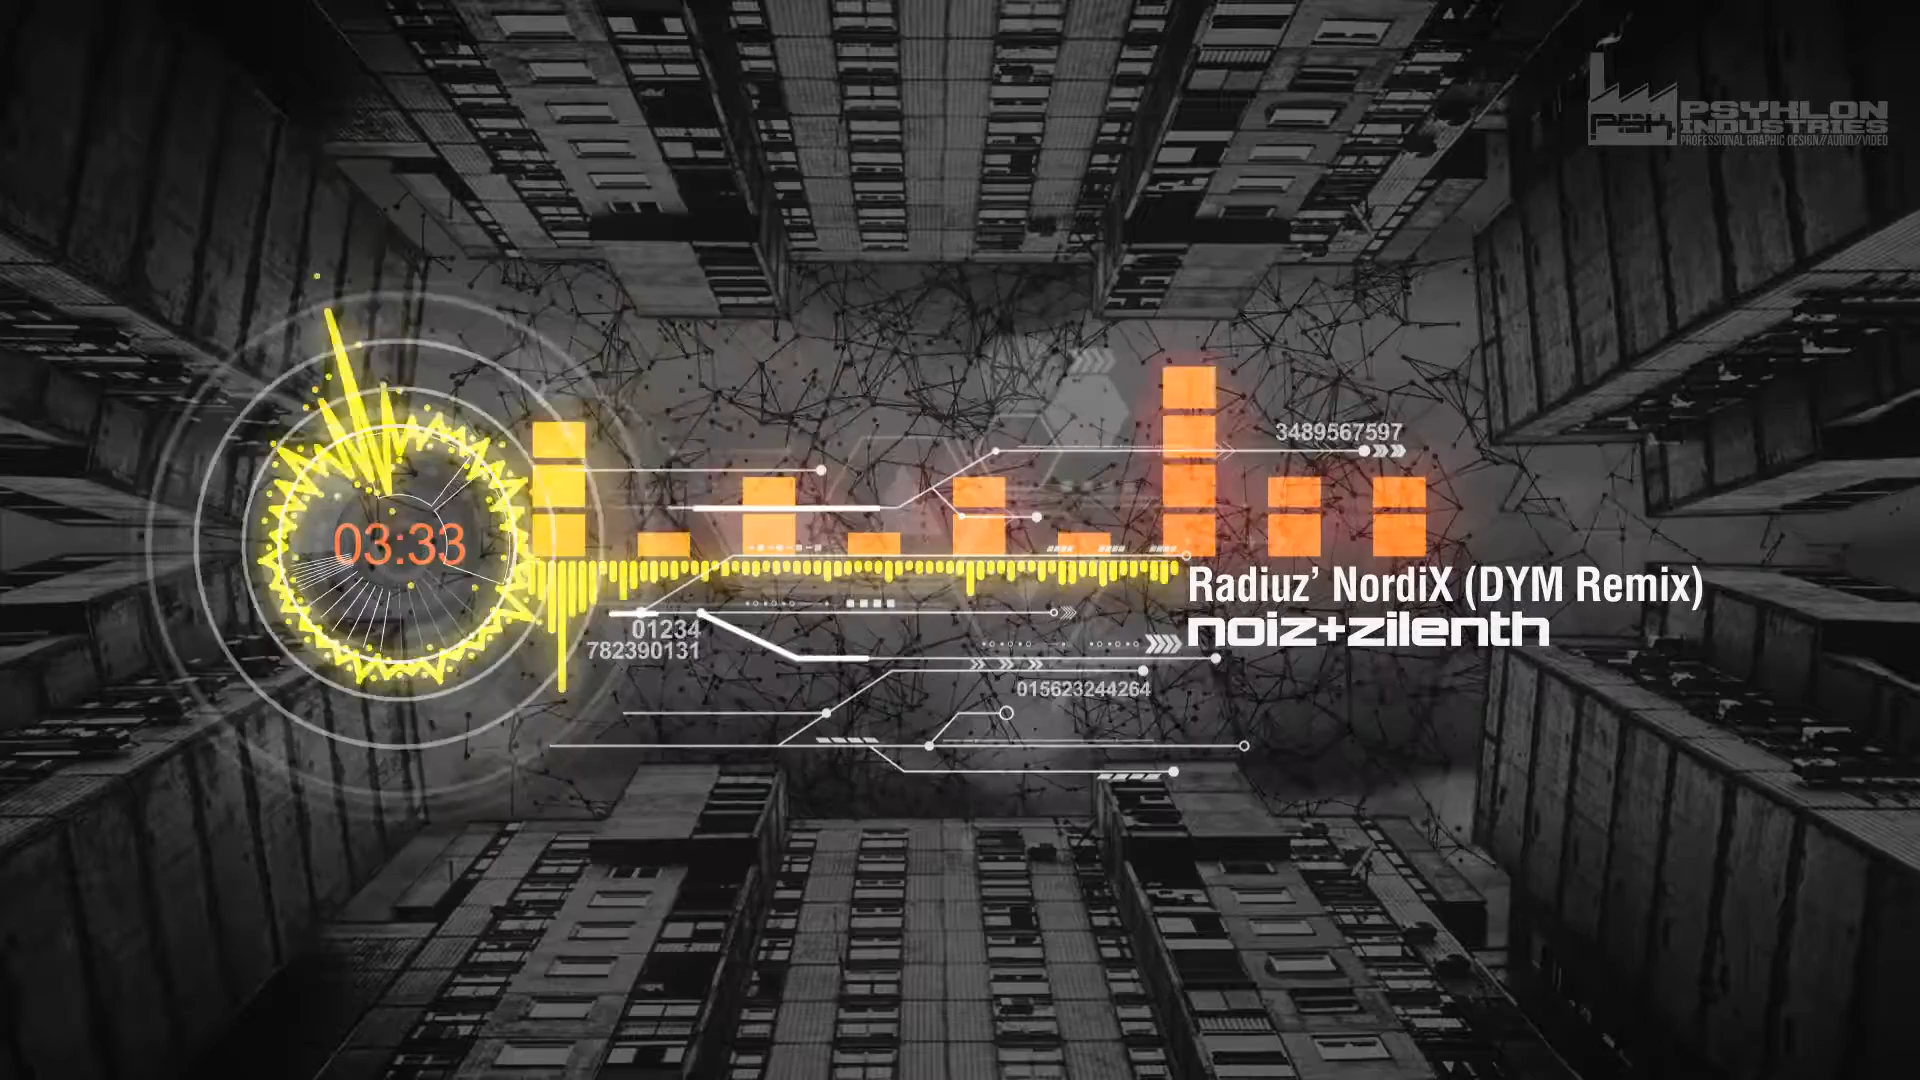 PSYHLON
INDUSTRIES
PROFESSIONAL GRAPHIC DESIGN//AUDIO//VIDEO
3489567597
03:33
Radiuz’ NordiX (DYM Remix)
noiz+zilenth
01234
782390131
015623244264